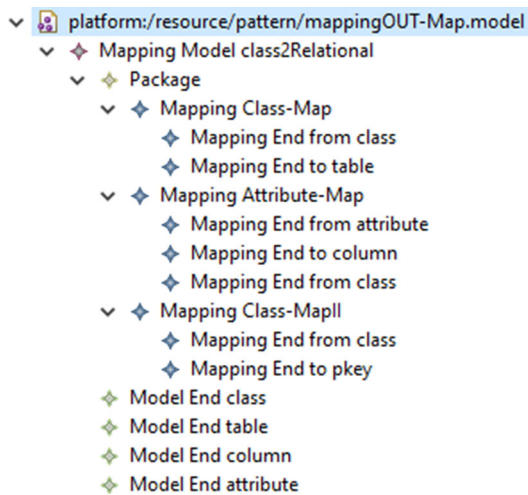 platform:/resource/pattern/mappingOUT-Map.model
Mapping Model class2Relational
Package
Mapping Class-Map
Mapping End from class
Mapping End to table
Mapping Attribute-Map
Mapping End from attribute
Mapping End to column
Mapping End from class
Mapping Class-MapII
Mapping End from class
Mapping End to pkey
Model End class
Model End table
Model End column
Model End attribute